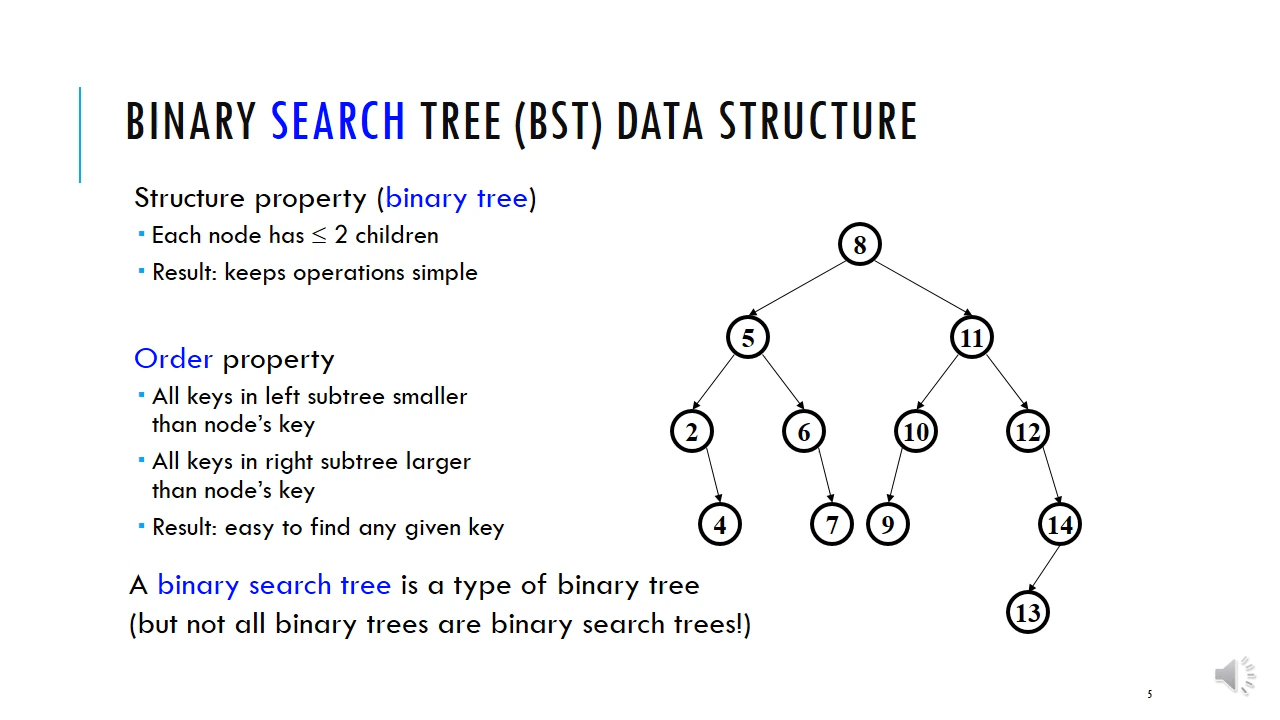 BINARY SEARCH TREE (BST) DATA STRUCTURE
Structure property (binary tree)
▪ Each node has ≤ 2 children
▪ Result: keeps operations simple
Order property
▪ All keys in left subtree smaller
than node's key
▪ All keys in right subtree larger
than node's key
▪ Result: easy to find any given key
A binary search tree is a type of binary tree
(but not all binary trees are binary search trees!)
8
5 11
2 6 10 12
4 7 9 14
13
5